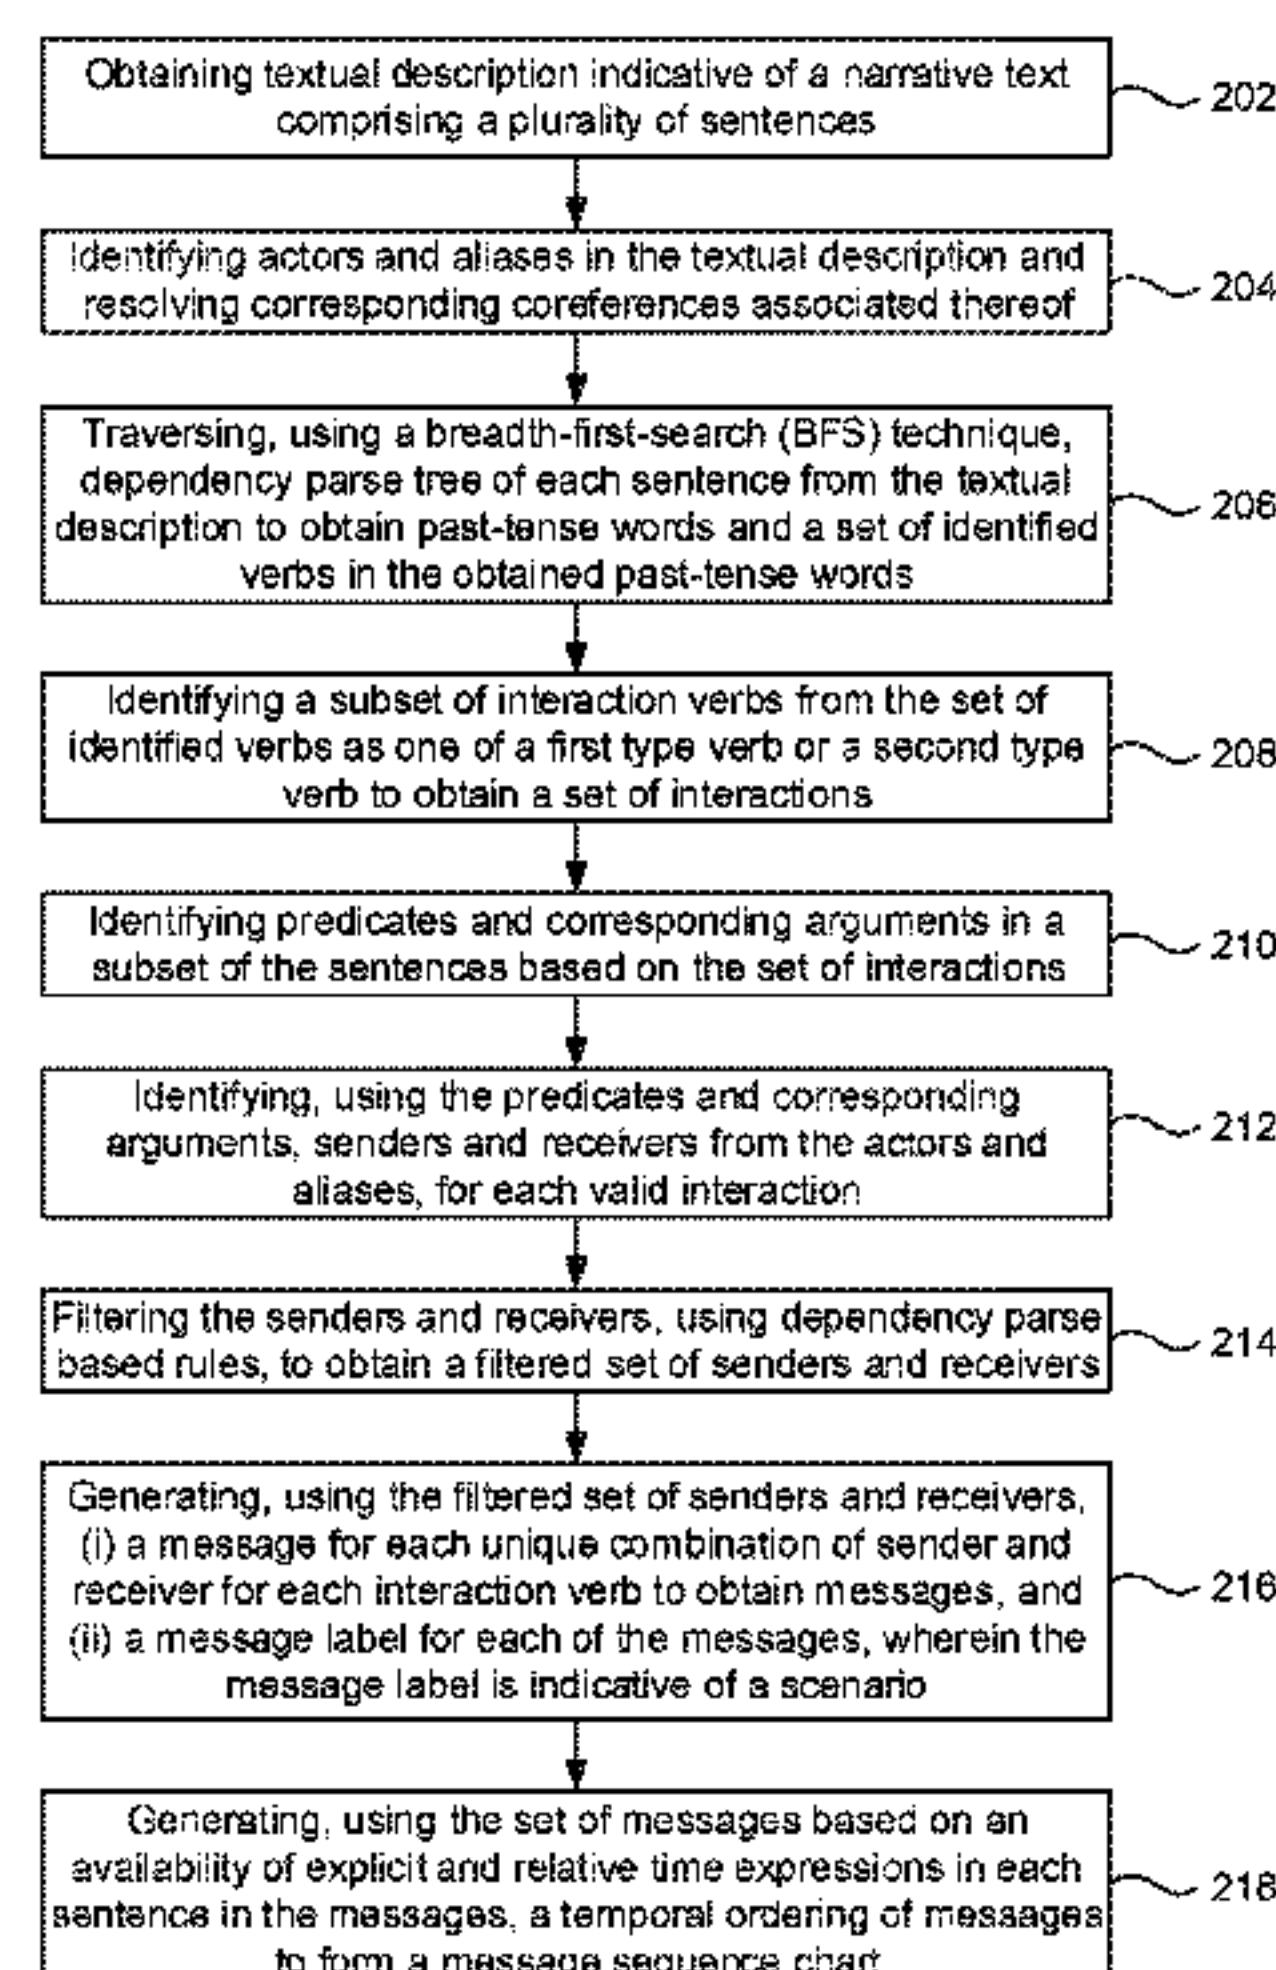 Obtaining textual description indicative of a narrative text
comprising a plurality of sentences
202
Identifying actors and aliases in the textual description and
resolving corresponding coreferences associated thereof
204
Traversing, using a breadth-first-search (BFS) technique,
dependency parse tree of each sentence from the textual
description to obtain past-tense words and a set of identified
verbs in the obtained past-tense words
206
Identifying a subset of interaction verbs from the set of
identified verbs as one of a first type verb or a second type
verb to obtain a set of interactions
208
Identifying predicates and corresponding arguments in a
subset of the sentences based on the set of interactions
210
Identifying, using the predicates and corresponding
arguments, senders and receivers from the actors and
aliases, for each valid interaction
212
Filtering the senders and receivers, using dependency parse
based rules, to obtain a filtered set of senders and receivers
214
Generating, using the filtered set of senders and receivers,
(i) a message for each unique combination of sender and
receiver for each interaction verb to obtain messages, and
(ii) a message label for each of the messages, wherein the
message label is indicative of a scenario
216
Generating, using the set of messages based on an
availability of explicit and relative time expressions in each
sentence in the messages, a temporal ordering of messages
to form a message sequence chart
218